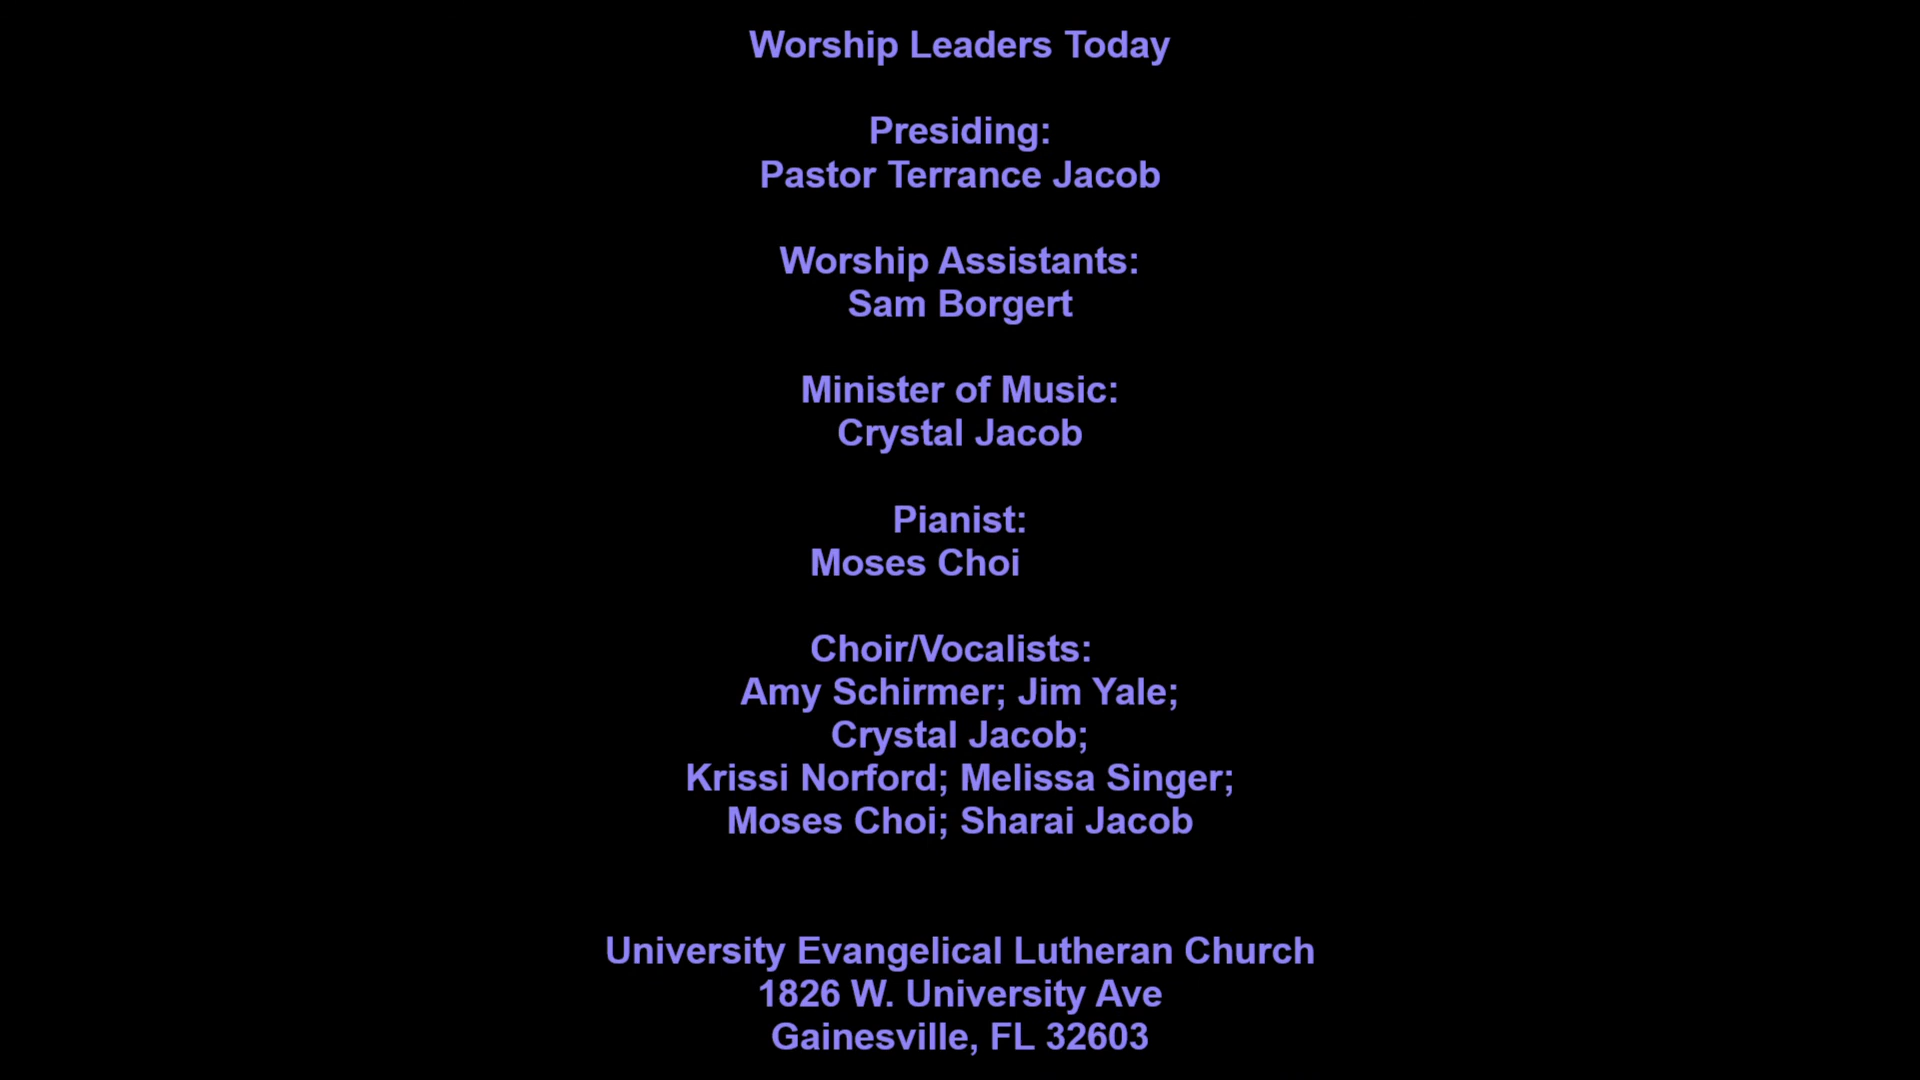 Worship Leaders Today
Presiding:
Pastor Terrance Jacob
Worship Assistants:
Sam Borgert
Minister of Music:
Crystal Jacob
Pianist:
Moses Choi
Choir/Vocalists:
Amy Schirmer; Jim Yale;
Crystal Jacob;
Krissi Norford; Melissa Singer;
Moses Choi; Sharai Jacob
University Evangelical Lutheran Church
1826 W. University Ave
Gainesville, FL 32603